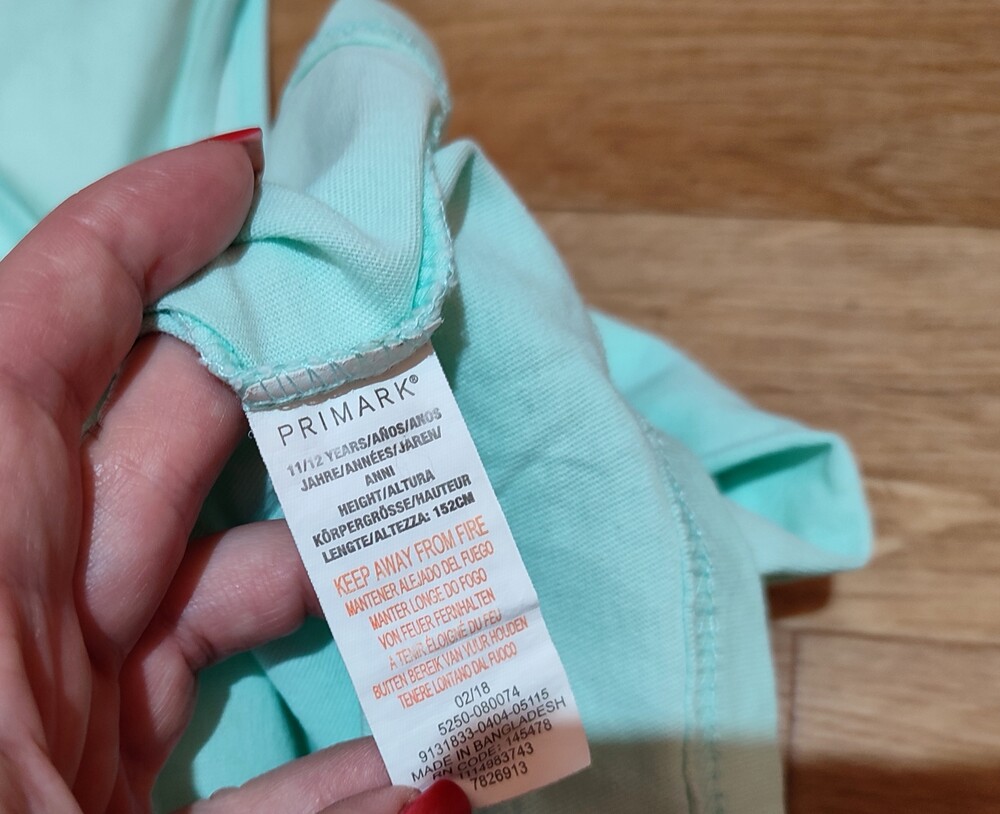 PRIMARK®
11/12 YEARS/AÑOS/ANOS
JAHRE/ANNÉES/JAREN/
ANNI
HEIGHT/ALTURA
KÖRPERGRÖSSE/HAUTEUR
LENGTE/ALTEZZA: 152CM
KEEP AWAY FROM FIRE
MANTENER ALEJADO DEL FUEGO
MANTER LONGE DO FOGO
VON FEUER FERNHALTEN
A TENIR ÉLOIGNÉ DU FEU
BUITEN BEREIK VAN VUUR HOUDEN
TENERE LONTANO DAL FUOCO
02/18
5250-080074
9131833-0404-05115
MADE IN BANGLADESH
RN CODE: 145478
1114983743
7826913